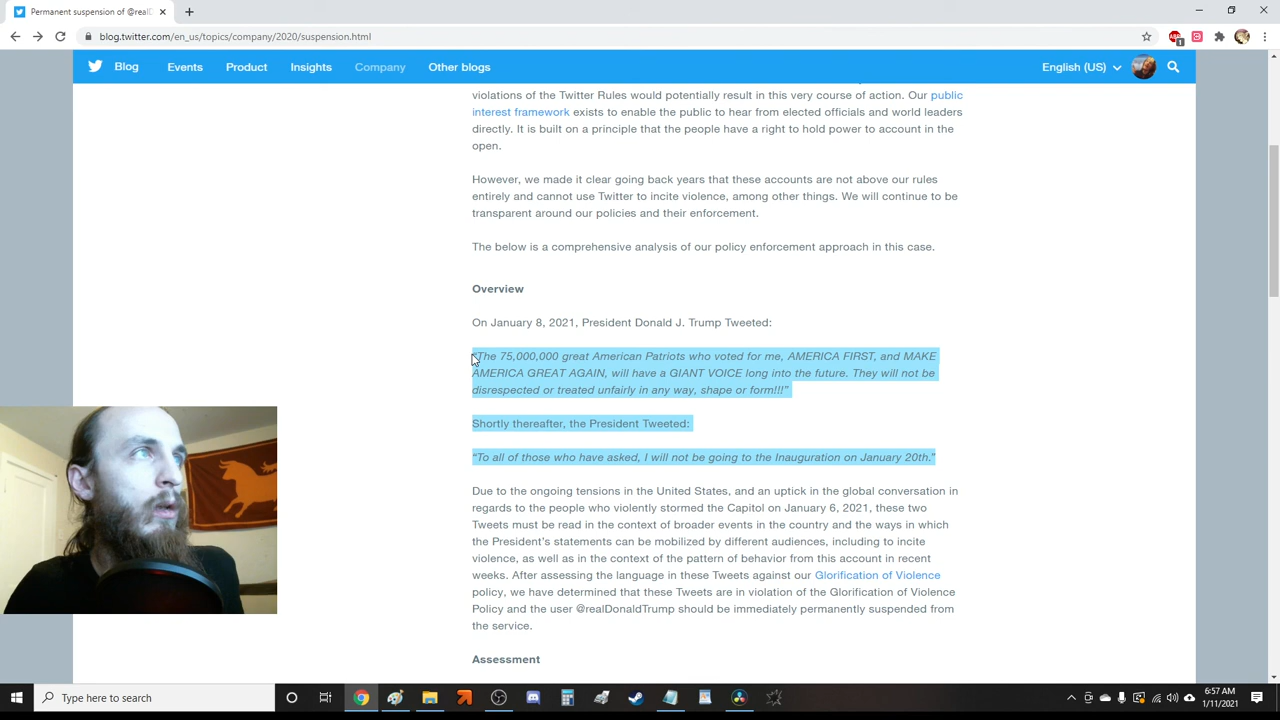 Permanent suspension of @realD
blog.twitter.com/en_us/topics/company/2020/suspension.html
Blog Events Product Insights Company Other blogs English (US)
violations of the Twitter Rules would potentially result in this very course of action. Our public
interest framework exists to enable the public to hear from elected officials and world leaders
directly. It is built on a principle that the people have a right to hold power to account in the
open.
However, we made it clear going back years that these accounts are not above our rules
entirely and cannot use Twitter to incite violence, among other things. We will continue to be
transparent around our policies and their enforcement.
The below is a comprehensive analysis of our policy enforcement approach in this case.
Overview
On January 8, 2021, President Donald J. Trump Tweeted:
“The 75,000,000 great American Patriots who voted for me, AMERICA FIRST, and MAKE
AMERICA GREAT AGAIN, will have a GIANT VOICE long into the future. They will not be
disrespected or treated unfairly in any way, shape or form!!!”
Shortly thereafter, the President Tweeted:
“To all of those who have asked, I will not be going to the Inauguration on January 20th.”
Due to the ongoing tensions in the United States, and an uptick in the global conversation in
regards to the people who violently stormed the Capitol on January 6, 2021, these two
Tweets must be read in the context of broader events in the country and the ways in which
the President’s statements can be mobilized by different audiences, including to incite
violence, as well as in the context of the pattern of behavior from this account in recent
weeks. After assessing the language in these Tweets against our Glorification of Violence
policy, we have determined that these Tweets are in violation of the Glorification of Violence
Policy and the user @realDonaldTrump should be immediately permanently suspended from
the service.
Assessment
Type here to search
6:57 AM
1/11/2021